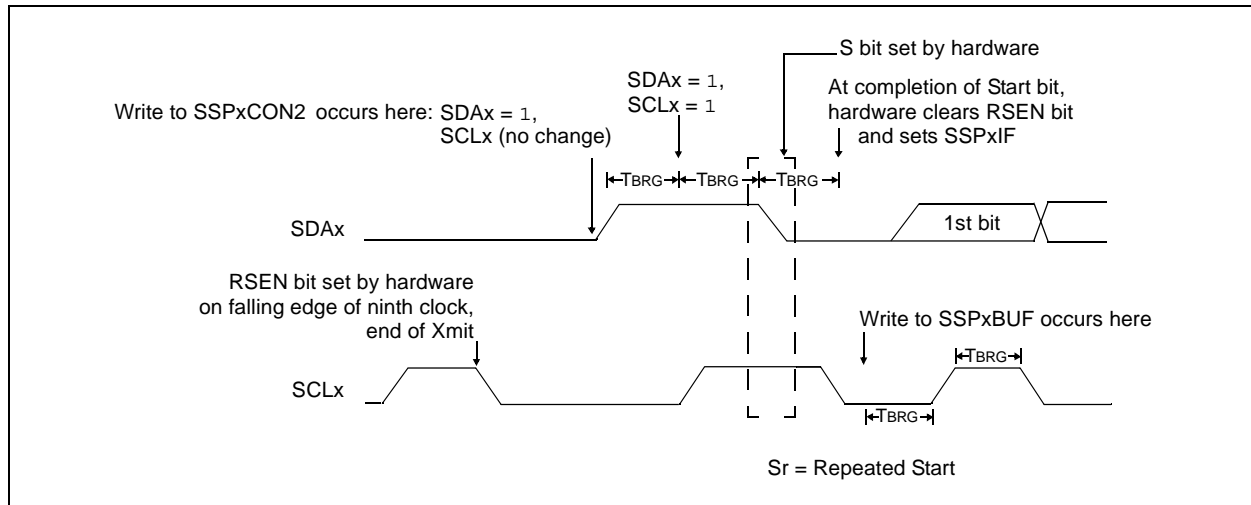 S bit set by hardware
SDAx = 1,
SCLx = 1
At completion of Start bit,
hardware clears RSEN bit
and sets SSPxIF
Write to SSPxCON2 occurs here: SDAx = 1,
SCLx (no change)
TBRG TBRG TBRG
SDAx
1st bit
RSEN bit set by hardware
on falling edge of ninth clock,
end of Xmit
Write to SSPxBUF occurs here
TBRG
SCLx
TBRG
Sr = Repeated Start